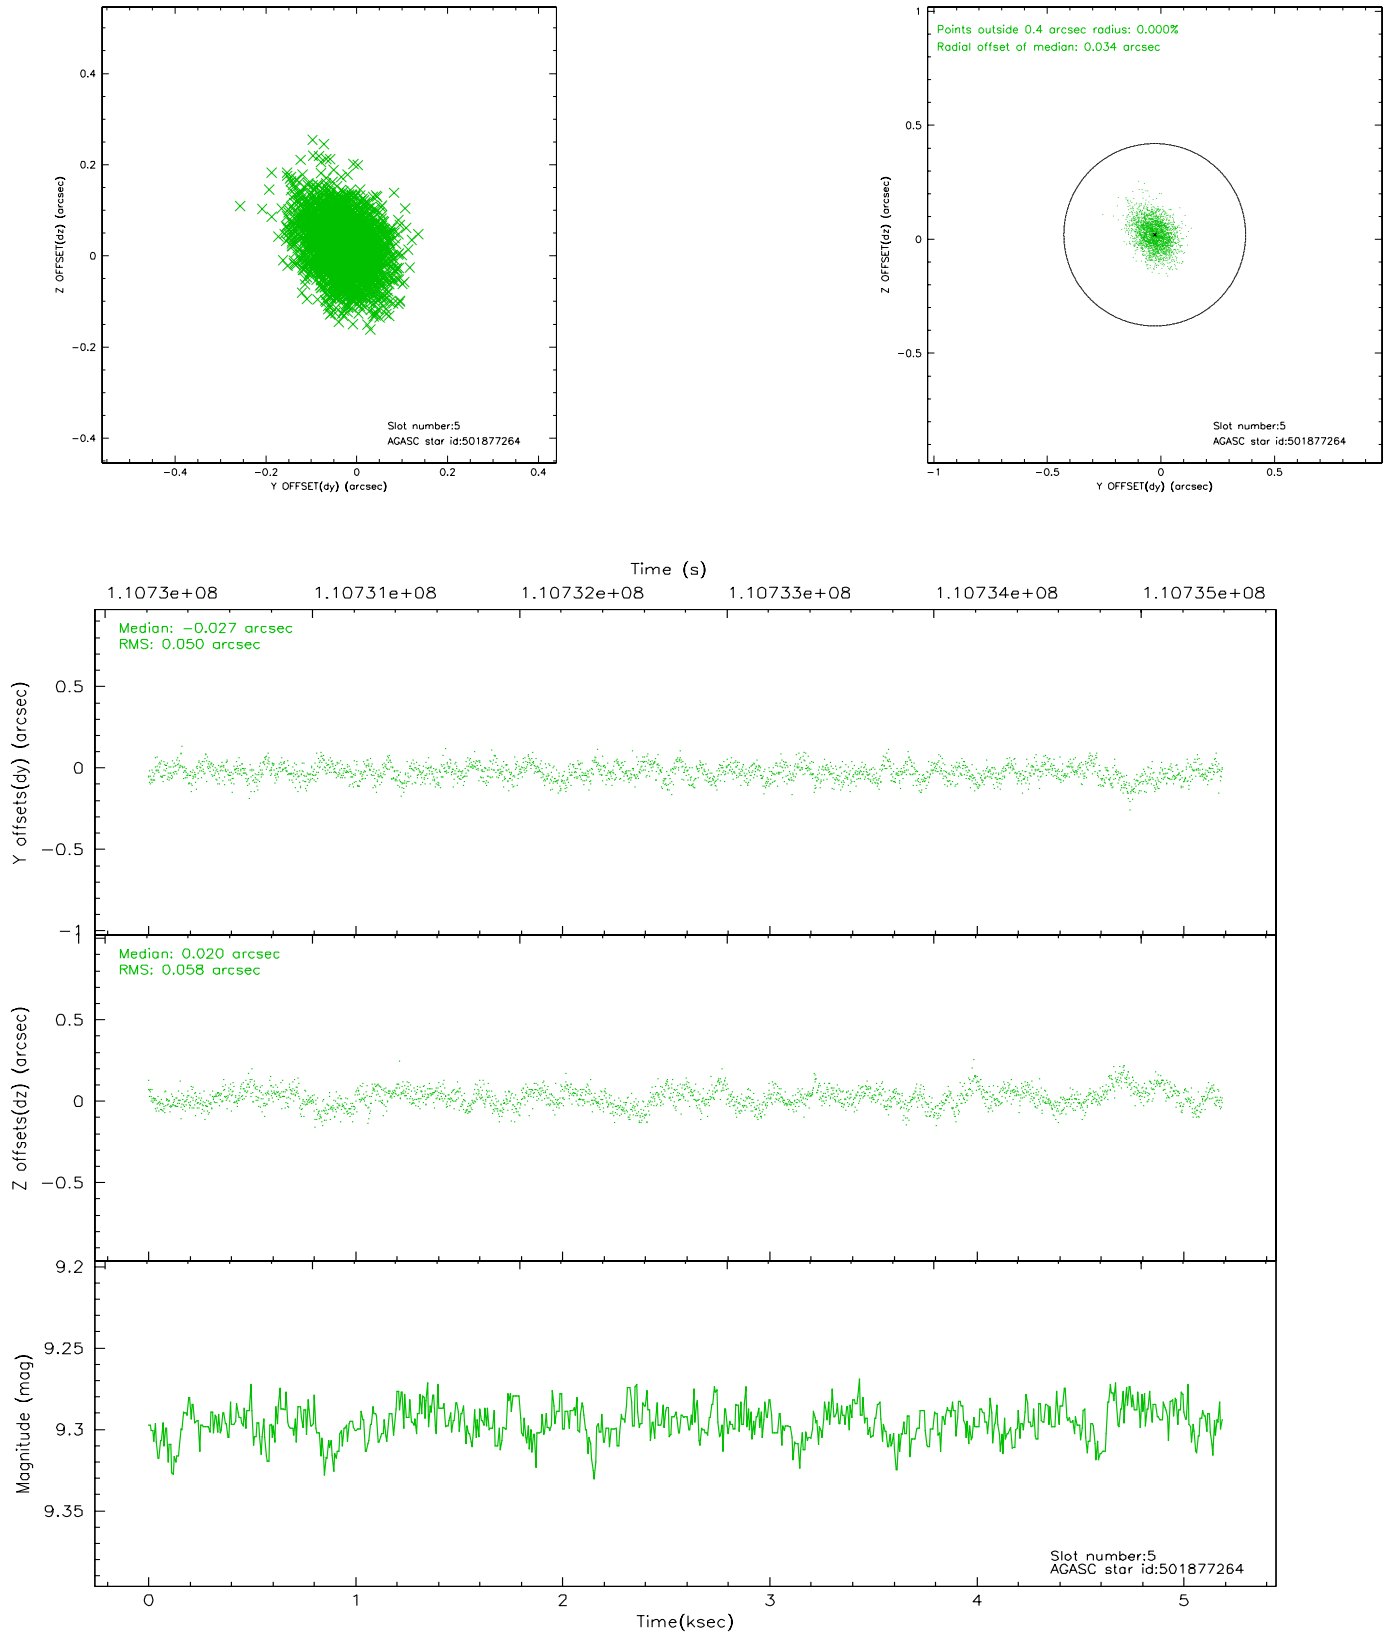 0.4
0.2
0
-0.2
-0.4
Z OFFSET(dz) (arcsec)
Slot number:5
AGASC star id:501877264
-0.4 -0.2 0 0.2 0.4
Y OFFSET(dy) (arcsec)
Points outside 0.4 arcsec radius: 0.000%
Radial offset of median: 0.034 arcsec
1
0.5
0
-0.5
Z OFFSET(dz) (arcsec)
Slot number:5
AGASC star id:501877264
-1 -0.5 0 0.5
Y OFFSET(dy) (arcsec)
Time (s)
1.1073e+08 1.10731e+08 1.10732e+08 1.10733e+08 1.10734e+08 1.10735e+08
Median: -0.027 arcsec
RMS: 0.050 arcsec
0.5
0
-0.5
-1
Y offsets(dy) (arcsec)
Median: 0.020 arcsec
RMS: 0.058 arcsec
1
0.5
0
-0.5
Z offsets(dz) (arcsec)
9.2
9.25
9.3
9.35
Magnitude (mag)
Slot number:5
AGASC star id:501877264
0 1 2 3 4 5
Time(ksec)